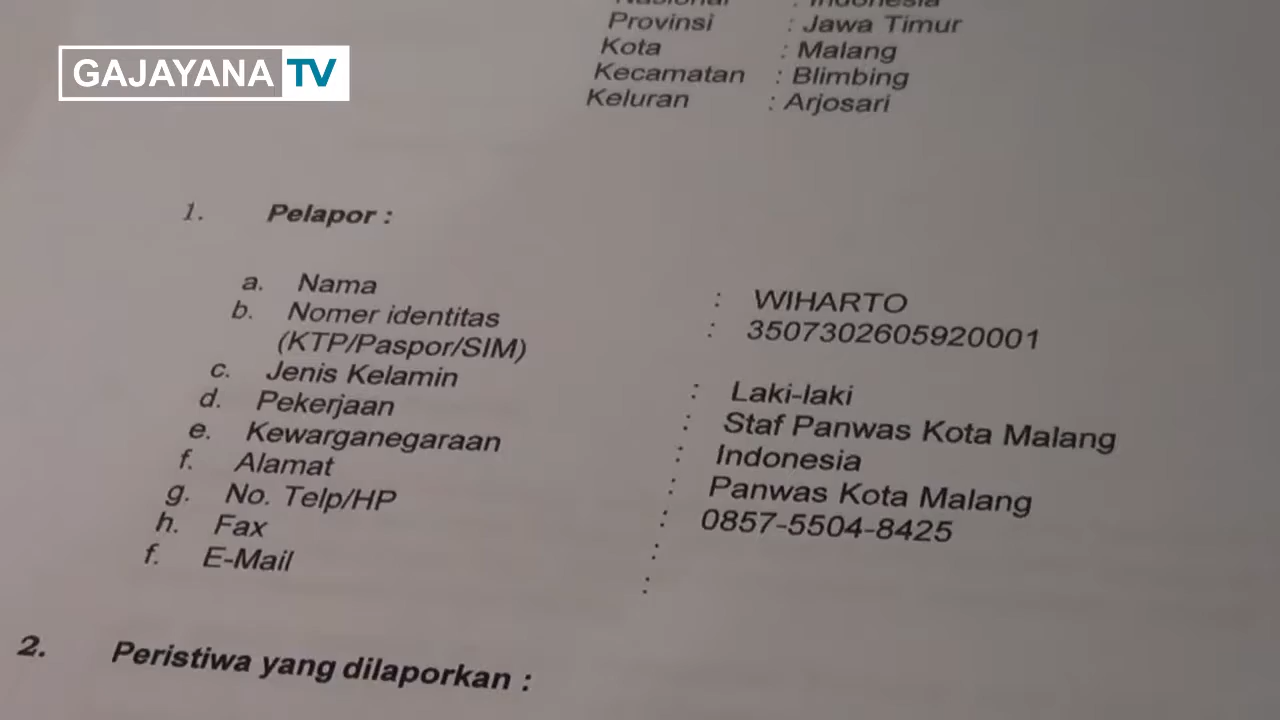 GAJAYANA TV
Nasional : Indonesia
Provinsi : Jawa Timur
Kota : Malang
Kecamatan : Blimbing
Keluran : Arjosari
1. Pelapor :
a. Nama : WIHARTO
b. Nomer identitas : 3507302605920001
(KTP/Paspor/SIM)
c. Jenis Kelamin : Laki-laki
d. Pekerjaan : Staf Panwas Kota Malang
e. Kewarganegaraan : Indonesia
f. Alamat : Panwas Kota Malang
g. No. Telp/HP : 0857-5504-8425
h. Fax :
f. E-Mail :
2. Peristiwa yang dilaporkan :